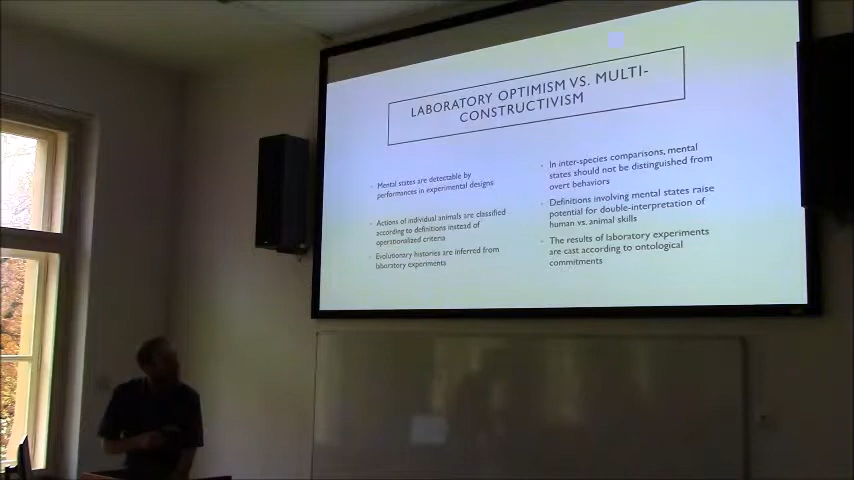 LABORATORY OPTIMISM VS. MULTI-
CONSTRUCTIVISM
Mental states are detectable by
performances in experimental designs
Actions of individual animals are classified
according to definitions instead of
operationalized criteria
Evolutionary histories are inferred from
laboratory experiments
In inter-species comparisons, mental
states should not be distinguished from
overt behaviors
Definitions involving mental states raise
potential for double-interpretation of
human vs. animal skills
The results of laboratory experiments
are cast according to ontological
commitments